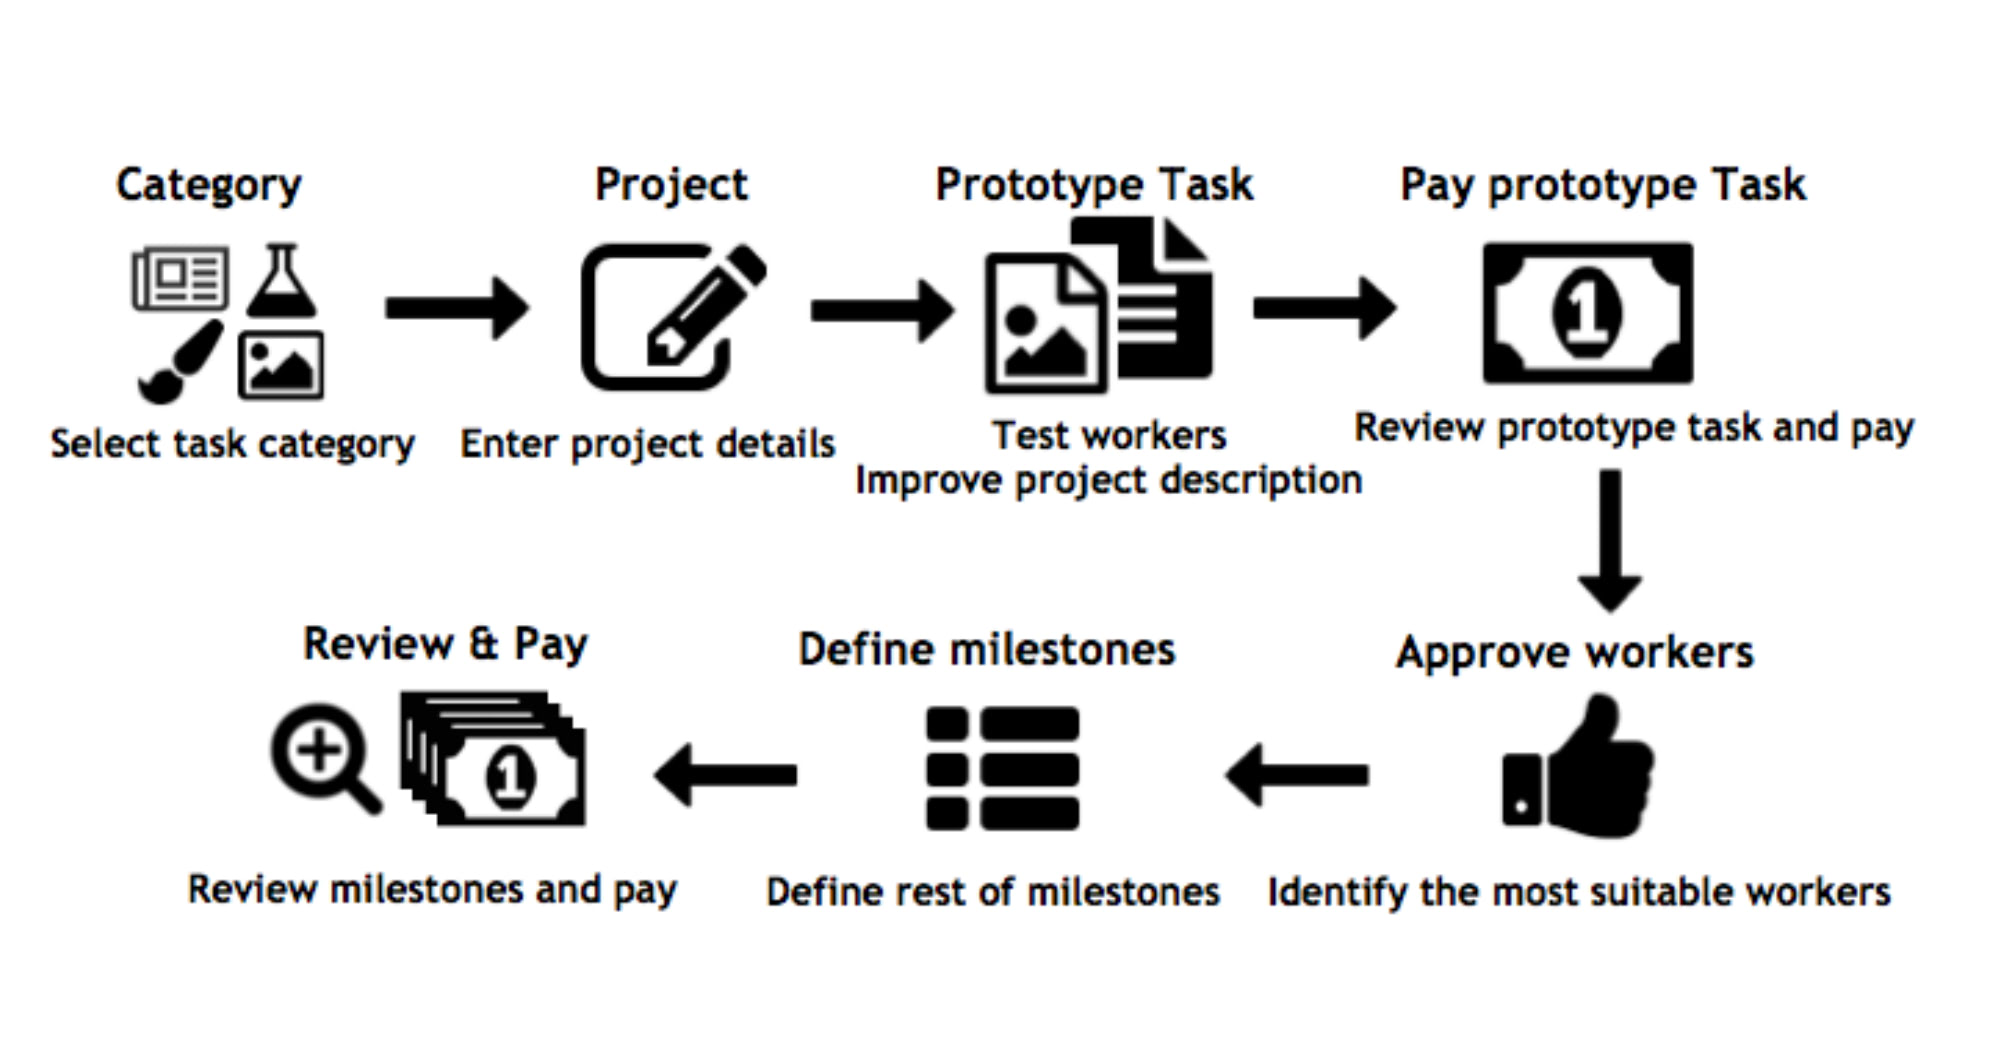 Category
Project
Prototype Task
Pay prototype Task
1
Select task category
Enter project details
Test workers
Improve project description
Review prototype task and pay
Review & Pay
Define milestones
Approve workers
1
Review milestones and pay
Define rest of milestones
Identify the most suitable workers